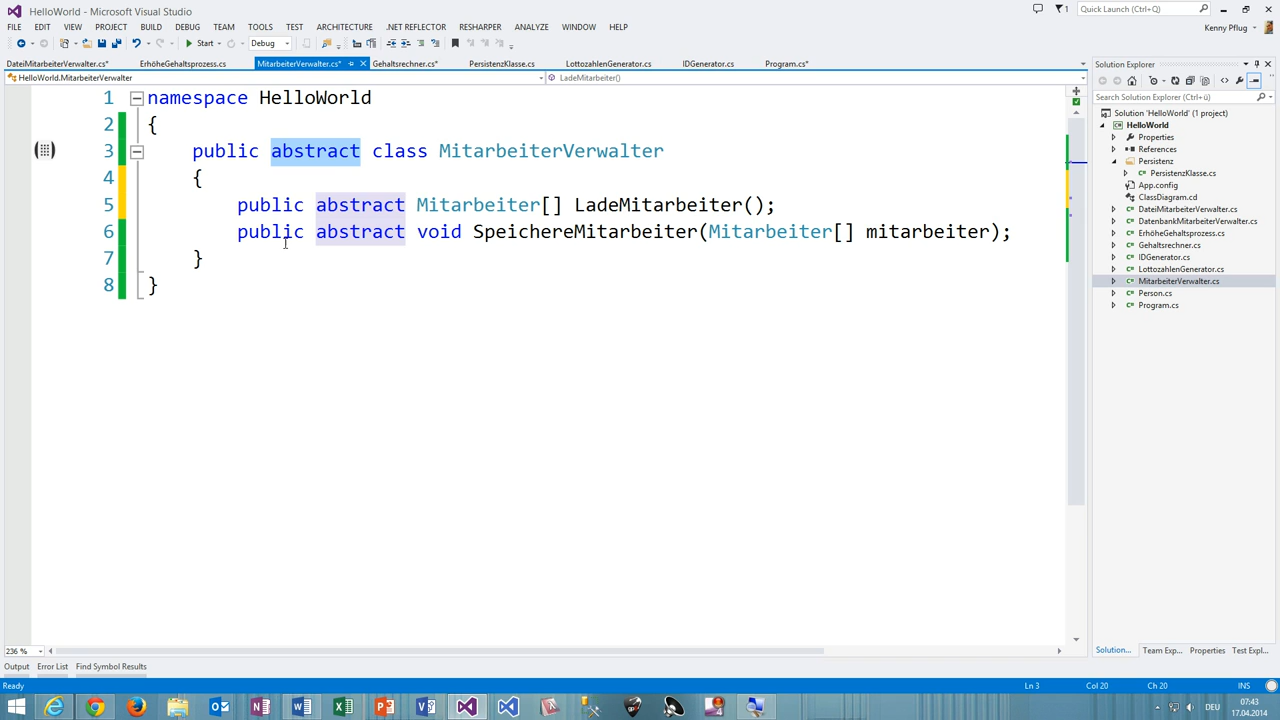 HelloWorld - Microsoft Visual Studio
Quick Launch (Ctrl+Q)
FILE EDIT VIEW PROJECT BUILD DEBUG TEAM TOOLS TEST ARCHITECTURE .NET REFLECTOR RESHARPER ANALYZE WINDOW HELP
Kenny Pflug
Start Debug
DateiMitarbeiterVerwalter.cs* ErhöheGehaltsprozess.cs MitarbeiterVerwalter.cs* Gehaltsrechner.cs* PersistenzKlasse.cs LottozahlenGenerator.cs IDGenerator.cs Program.cs*
HelloWorld.MitarbeiterVerwalter LadeMitarbeiter()
1 namespace HelloWorld
2 {
3 public abstract class MitarbeiterVerwalter
4 {
5 public abstract Mitarbeiter[] LadeMitarbeiter();
6 public abstract void SpeichereMitarbeiter(Mitarbeiter[] mitarbeiter);
7 }
8 }
236 %
Output Error List Find Symbol Results
Ready
Ln 3 Col 20 Ch 20 INS
Solution Explorer
Search Solution Explorer (Ctrl+ü)
Solution 'HelloWorld' (1 project)
HelloWorld
Properties
References
Persistenz
PersistenzKlasse.cs
App.config
ClassDiagram.cd
DateiMitarbeiterVerwalter.cs
DatenbankMitarbeiterVerwalter.cs
ErhöheGehaltsprozess.cs
Gehaltsrechner.cs
IDGenerator.cs
LottozahlenGenerator.cs
MitarbeiterVerwalter.cs
Person.cs
Program.cs
Solution... Team Exp... Properties Test Expl...
DEU
07:43
17.04.2014